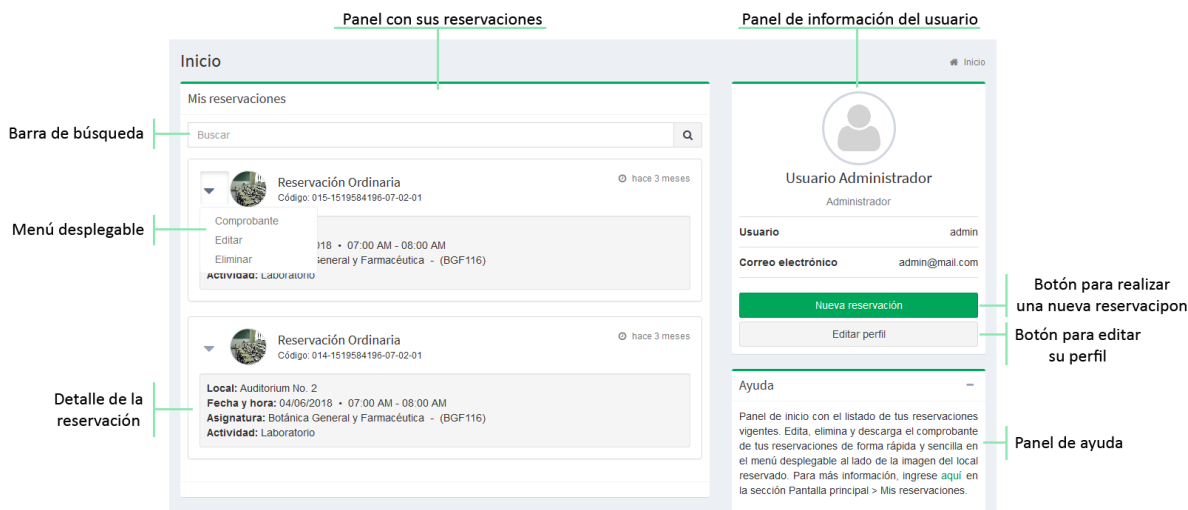 Panel con sus reservaciones
Panel de información del usuario
Inicio
Inicio
Mis reservaciones
Barra de búsqueda
Buscar
Reservación Ordinaria
hace 3 meses
Código: 015-1519584196-07-02-01
Menú desplegable
Comprobante
Editar
Eliminar
018 • 07:00 AM - 08:00 AM
General y Farmacéutica - (BGF116)
Actividad: Laboratorio
Reservación Ordinaria
hace 3 meses
Código: 014-1519584196-07-02-01
Detalle de la
reservación
Local: Auditorium No. 2
Fecha y hora: 04/06/2018 • 07:00 AM - 08:00 AM
Asignatura: Botánica General y Farmacéutica - (BGF116)
Actividad: Laboratorio
Usuario Administrador
Administrador
Usuario admin
Correo electrónico admin@mail.com
Nueva reservación
Botón para realizar
una nueva reservacipon
Editar perfil
Botón para editar
su perfil
Ayuda
Panel de inicio con el listado de tus reservaciones
vigentes. Edita, elimina y descarga el comprobante
de tus reservaciones de forma rápida y sencilla en
el menú desplegable al lado de la imagen del local
reservado. Para más información, ingrese aquí en
la sección Pantalla principal > Mis reservaciones.
Panel de ayuda